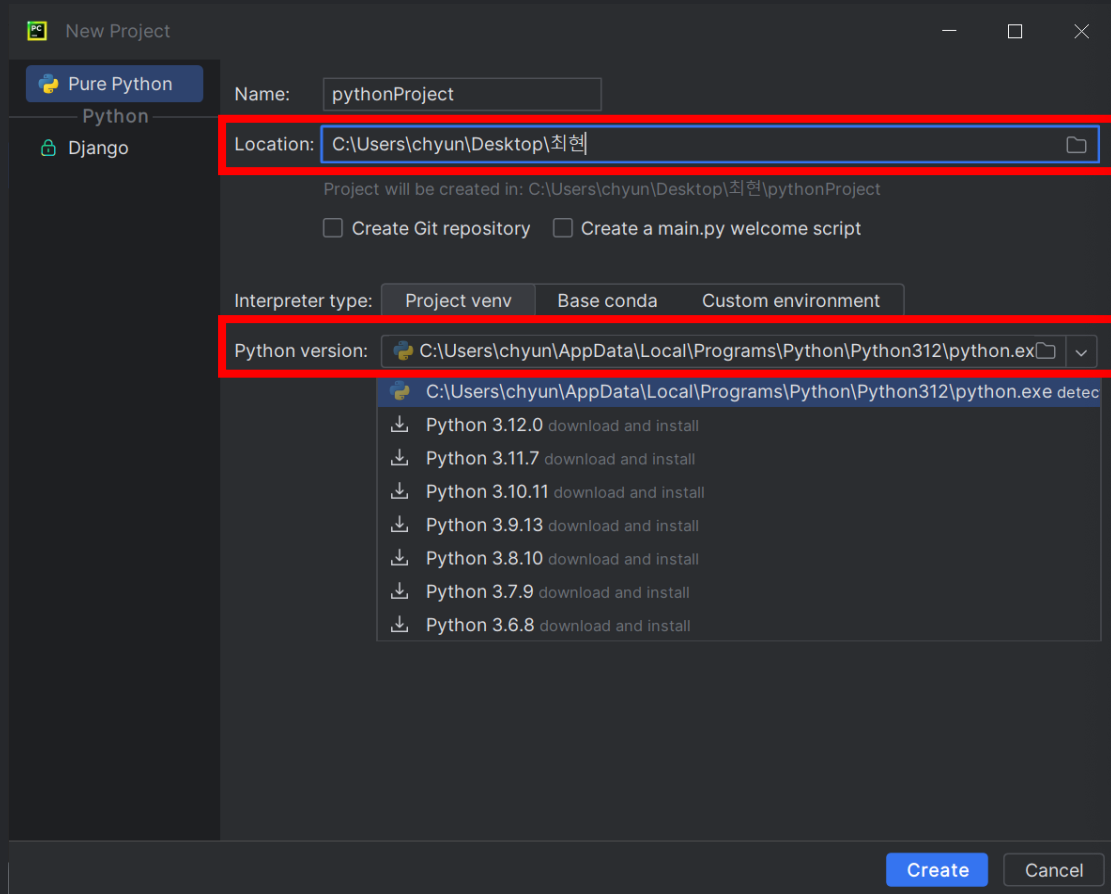 PC
New Project
Pure Python
Python
Django
Name: pythonProject
Location: C:\Users\chyun\Desktop\최현
Project will be created in: C:\Users\chyun\Desktop\최현\pythonProject
Create Git repository Create a main.py welcome script
Interpreter type: Project venv Base conda Custom environment
Python version: C:\Users\chyun\AppData\Local\Programs\Python\Python312\python.ex
C:\Users\chyun\AppData\Local\Programs\Python\Python312\python.exe detec
Python 3.12.0 download and install
Python 3.11.7 download and install
Python 3.10.11 download and install
Python 3.9.13 download and install
Python 3.8.10 download and install
Python 3.7.9 download and install
Python 3.6.8 download and install
Create Cancel